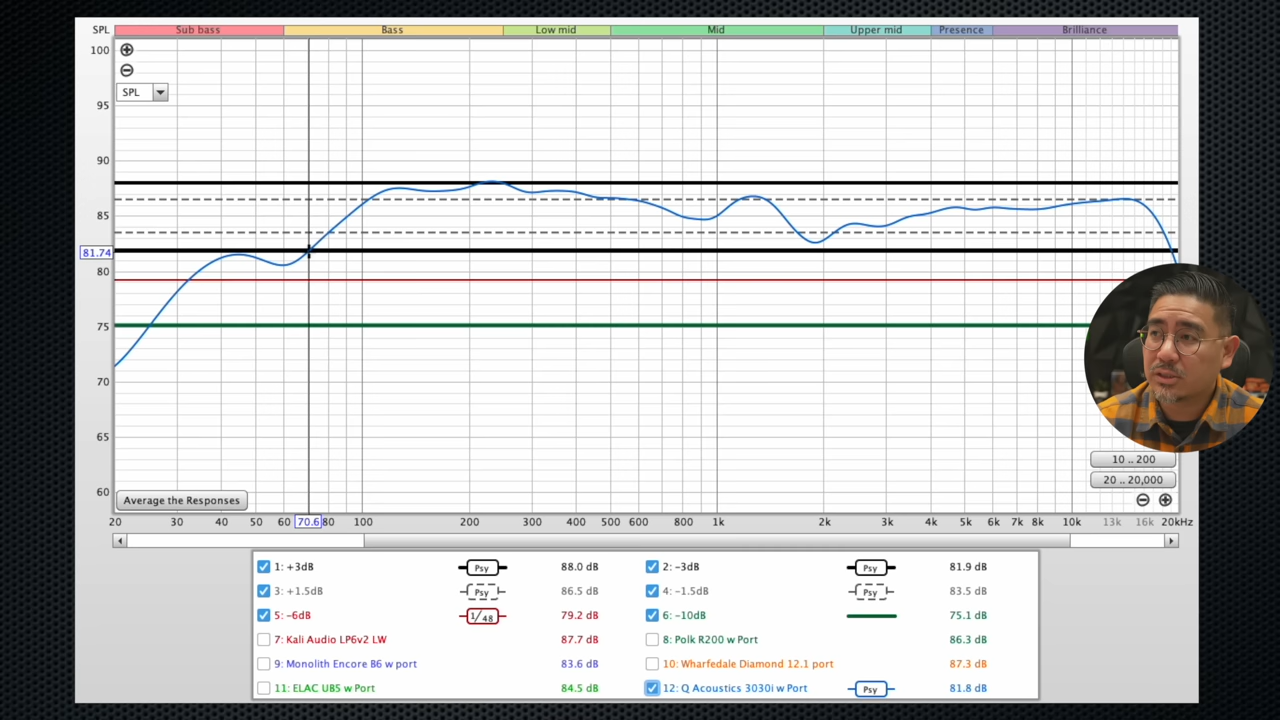 SPL Sub bass Bass Low mid Mid Upper mid Presence Brilliance
100
SPL
95
90
85
81.74
80
75
70
65
10 .. 200
20 .. 20,000
60
Average the Responses
20 30 40 50 60 70.6 80 100 200 300 400 500 600 800 1k 2k 3k 4k 5k 6k 7k 8k 10k 13k 16k 20kHz
1: +3dB Psy 88.0 dB 2: -3dB Psy 81.9 dB
3: +1.5dB Psy 86.5 dB 4: -1.5dB Psy 83.5 dB
5: -6dB 1/48 79.2 dB 6: -10dB 75.1 dB
7: Kali Audio LP6v2 LW 87.7 dB 8: Polk R200 w Port 86.3 dB
9: Monolith Encore B6 w port 83.6 dB 10: Wharfedale Diamond 12.1 port 87.3 dB
11: ELAC UB5 w Port 84.5 dB 12: Q Acoustics 3030i w Port Psy 81.8 dB